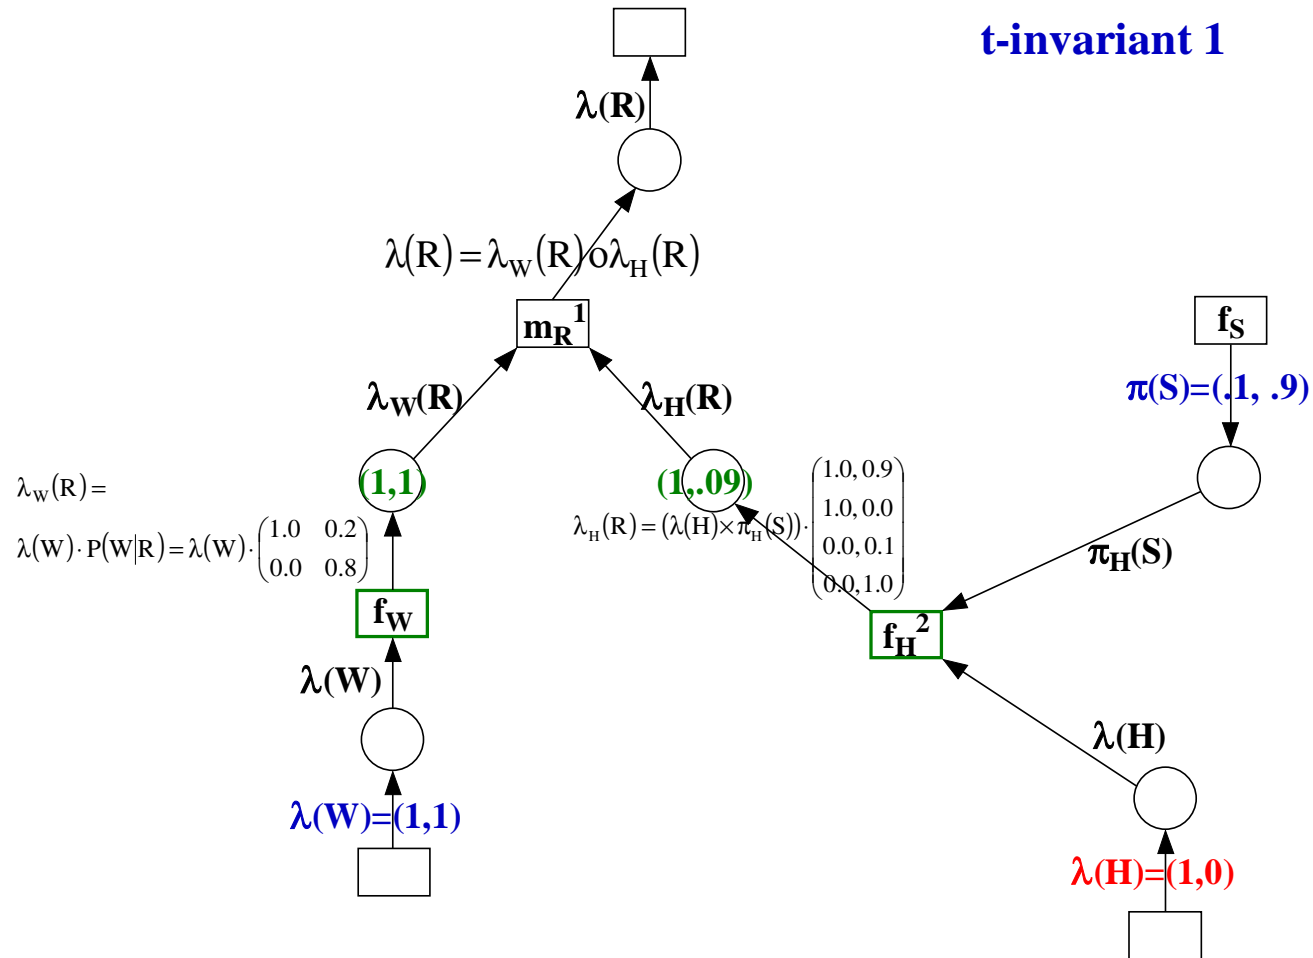 t-invariant 1
λ(R)
λ(R) = λ_W(R)oλ_H(R)
m_R^1
f_S
π(S)=(.1, .9)
λ_W(R)
λ_H(R)
(1,1)
(1,.09)
λ_W(R) =
λ(W) · P(W|R) = λ(W) · (1.0 0.2
0.0 0.8)
λ_H(R) = (λ(H) × π_H(S)) · (1.0, 0.9
1.0, 0.0
0.0, 0.1
0.0, 1.0)
π_H(S)
f_W
f_H^2
λ(W)
λ(H)
λ(W)=(1,1)
λ(H)=(1,0)